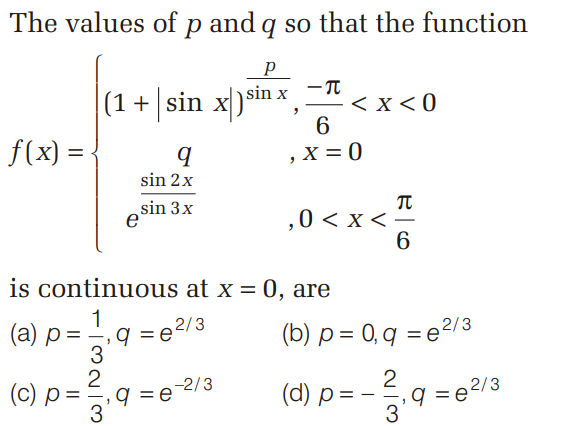 The values of p and q so that the function
f(x) = { (1 + |sin x|)^(p/sin x), -π/6 < x < 0
q , x = 0
e^(sin 2x/sin 3x) , 0 < x < π/6
is continuous at x = 0, are
(a) p = 1/3, q = e^(2/3) (b) p = 0, q = e^(2/3)
(c) p = 2/3, q = e^(-2/3) (d) p = - 2/3, q = e^(2/3)